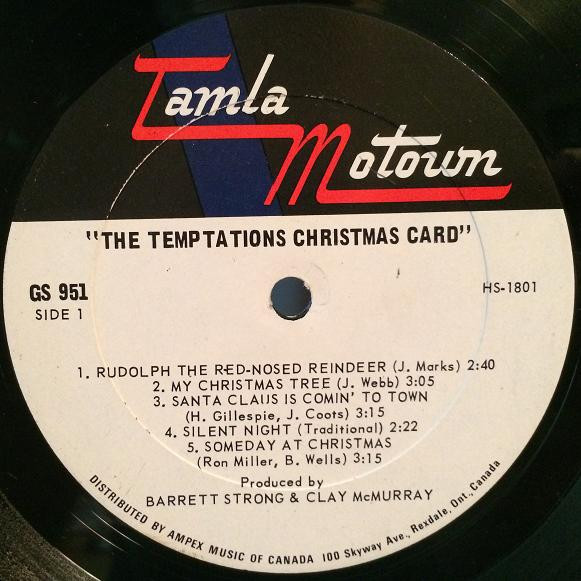 Tamla
Motown
"THE TEMPTATIONS CHRISTMAS CARD"
GS 951
HS-1801
SIDE 1
1. RUDOLPH THE RED-NOSED REINDEER (J. Marks) 2:40
2. MY CHRISTMAS TREE (J. Webb) 3:05
3. SANTA CLAUS IS COMIN' TO TOWN
(H. Gillespie, J. Coots) 3:15
4. SILENT NIGHT (Traditional) 2:22
5. SOMEDAY AT CHRISTMAS
(Ron Miller, B. Wells) 3:15
Produced by
BARRETT STRONG & CLAY McMURRAY
DISTRIBUTED BY AMPEX MUSIC OF CANADA 100 Skyway Ave., Rexdale, Ont., Canada